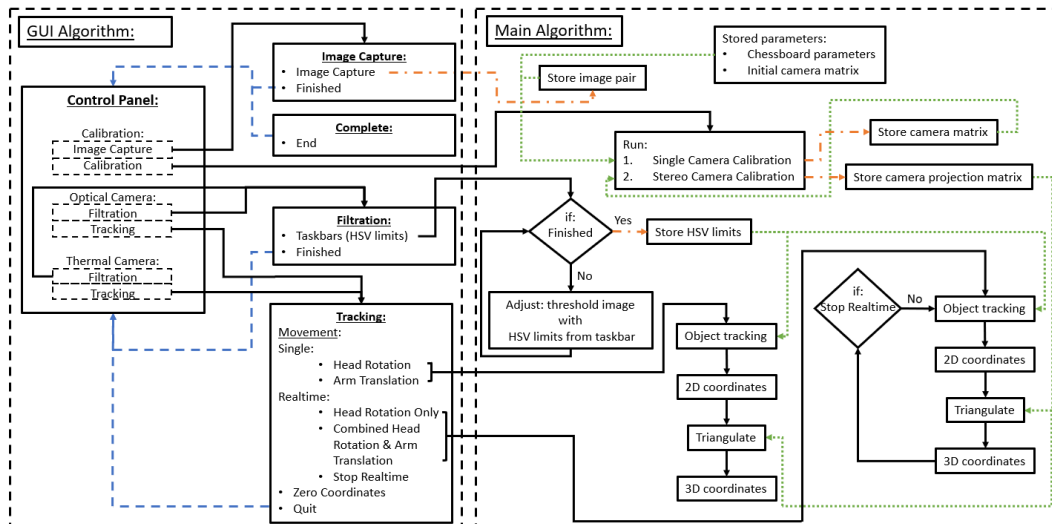 GUI Algorithm:
Control Panel:
Calibration:
Image Capture
Calibration
Optical Camera:
Filtration
Tracking
Thermal Camera:
Filtration
Tracking
Image Capture:
• Image Capture
• Finished
Complete:
• End
Filtration:
• Taskbars (HSV limits)
• Finished
Tracking:
Movement:
Single:
• Head Rotation
• Arm Translation
Realtime:
• Head Rotation Only
• Combined Head
Rotation & Arm
Translation
• Stop Realtime
• Zero Coordinates
• Quit
Main Algorithm:
Stored parameters:
• Chessboard parameters
• Initial camera matrix
Store image pair
Run:
1. Single Camera Calibration
2. Stereo Camera Calibration
Store camera matrix
Store camera projection matrix
if:
Finished
Yes
Store HSV limits
No
Adjust: threshold image
with
HSV limits from taskbar
Object tracking
2D coordinates
Triangulate
3D coordinates
if:
Stop Realtime
No
Object tracking
2D coordinates
Triangulate
3D coordinates